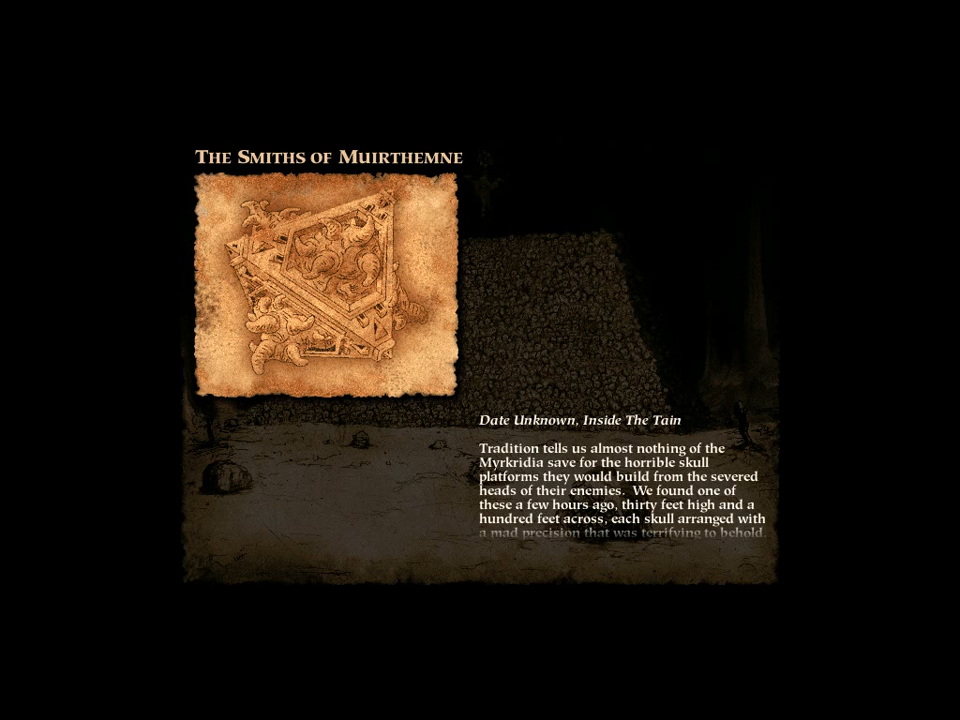 The Smiths of Muirthemne
Date Unknown, Inside The Tain
Tradition tells us almost nothing of the
Myrkridia save for the horrible skull
platforms they would build from the severed
heads of their enemies.  We found one of
these a few hours ago, thirty feet high and a
hundred feet across, each skull arranged with
a mad precision that was terrifying to behold.